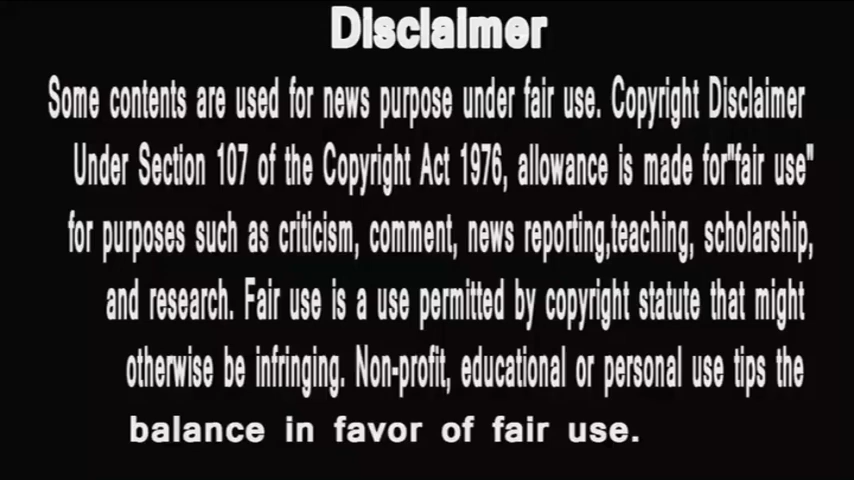 Disclaimer
Some contents are used for news purpose under fair use. Copyright Disclaimer
Under Section 107 of the Copyright Act 1976, allowance is made for"fair use"
for purposes such as criticism, comment, news reporting,teaching, scholarship,
and research. Fair use is a use permitted by copyright statute that might
otherwise be infringing. Non-profit, educational or personal use tips the
balance in favor of fair use.